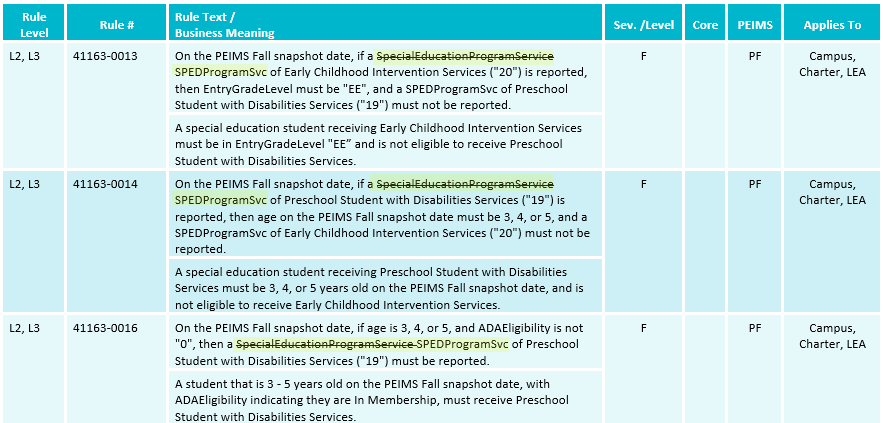 Rule Level
Rule #
Rule Text /
Business Meaning
Sev. /Level
Core
PEIMS
Applies To
L2, L3
41163-0013
On the PEIMS Fall snapshot date, if a SpecialEducationProgramService
SPEDProgramSvc of Early Childhood Intervention Services ("20") is reported,
then EntryGradeLevel must be "EE", and a SPEDProgramSvc of Preschool
Student with Disabilities Services ("19") must not be reported.
F
PF
Campus,
Charter, LEA
A special education student receiving Early Childhood Intervention Services
must be in EntryGradeLevel "EE” and is not eligible to receive Preschool
Student with Disabilities Services.
L2, L3
41163-0014
On the PEIMS Fall snapshot date, if a SpecialEducationProgramService
SPEDProgramSvc of Preschool Student with Disabilities Services ("19") is
reported, then age on the PEIMS Fall snapshot date must be 3, 4, or 5, and a
SPEDProgramSvc of Early Childhood Intervention Services ("20") must not be
reported.
F
PF
Campus,
Charter, LEA
A special education student receiving Preschool Student with Disabilities
Services must be 3, 4, or 5 years old on the PEIMS Fall snapshot date, and is
not eligible to receive Early Childhood Intervention Services.
L2, L3
41163-0016
On the PEIMS Fall snapshot date, if age is 3, 4, or 5, and ADAEligibility is not
"0", then a SpecialEducationProgramService SPEDProgramSvc of Preschool
Student with Disabilities Services ("19") must be reported.
F
PF
Campus,
Charter, LEA
A student that is 3 - 5 years old on the PEIMS Fall snapshot date, with
ADAEligibility indicating they are In Membership, must receive Preschool
Student with Disabilities Services.